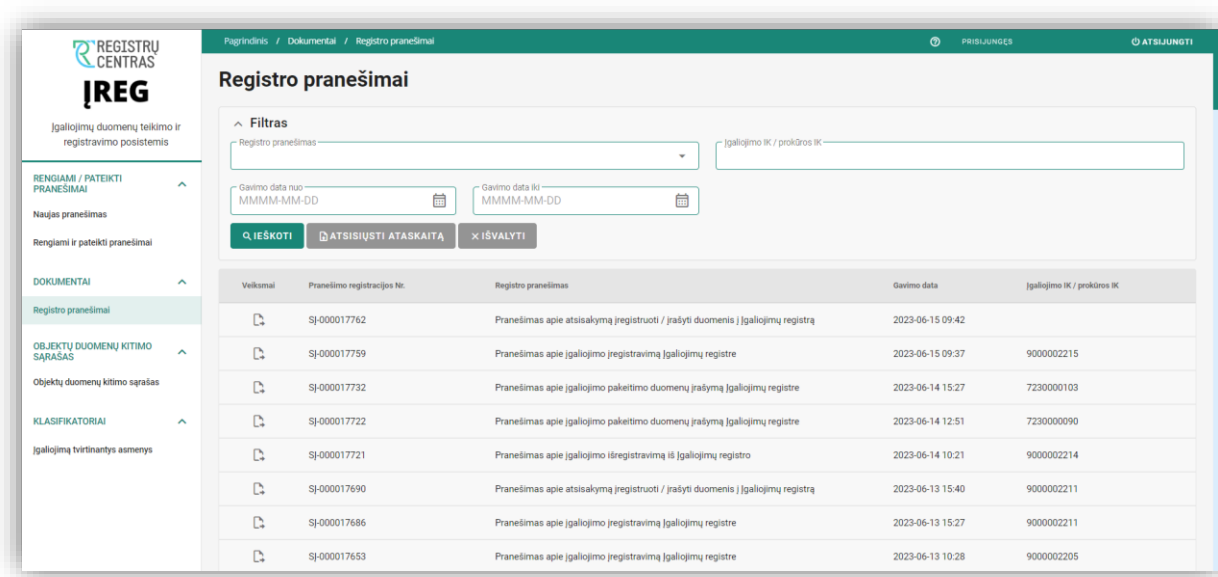 REGISTRŲ
CENTRAS
ĮREG
Įgaliojimų duomenų teikimo ir
registravimo posistemis
RENGIAMI / PATEIKTI
PRANEŠIMAI
Naujas pranešimas
Rengiami ir pateikti pranešimai
DOKUMENTAI
Registro pranešimai
OBJEKTŲ DUOMENŲ KITIMO
SĄRAŠAS
Objektų duomenų kitimo sąrašas
KLASIFIKATORIAI
Įgaliojimą tvirtinantys asmenys
Pagrindinis / Dokumentai / Registro pranešimai
PRISIJUNGĘS
ATSIJUNGTI
Registro pranešimai
Filtras
Registro pranešimas
Įgaliojimo IK / prokūros IK
Gavimo data nuo
MMMM-MM-DD
Gavimo data iki
MMMM-MM-DD
IEŠKOTI
ATSISIŲSTI ATASKAITĄ
IŠVALYTI
Veiksmai Pranešimo registracijos Nr. Registro pranešimas Gavimo data Įgaliojimo IK / prokūros IK
SĮ-000017762 Pranešimas apie atsisakymą įregistruoti / įrašyti duomenis į Įgaliojimų registrą 2023-06-15 09:42
SĮ-000017759 Pranešimas apie įgaliojimo įregistravimą Įgaliojimų registre 2023-06-15 09:37 9000002215
SĮ-000017732 Pranešimas apie įgaliojimo pakeitimo duomenų įrašymą Įgaliojimų registre 2023-06-14 15:27 7230000103
SĮ-000017722 Pranešimas apie įgaliojimo pakeitimo duomenų įrašymą Įgaliojimų registre 2023-06-14 12:51 7230000090
SĮ-000017721 Pranešimas apie įgaliojimo išregistravimą iš Įgaliojimų registro 2023-06-14 10:21 9000002214
SĮ-000017690 Pranešimas apie atsisakymą įregistruoti / įrašyti duomenis į Įgaliojimų registrą 2023-06-13 15:40 9000002211
SĮ-000017686 Pranešimas apie įgaliojimo įregistravimą Įgaliojimų registre 2023-06-13 15:27 9000002211
SĮ-000017653 Pranešimas apie įgaliojimo įregistravimą Įgaliojimų registre 2023-06-13 10:28 9000002205